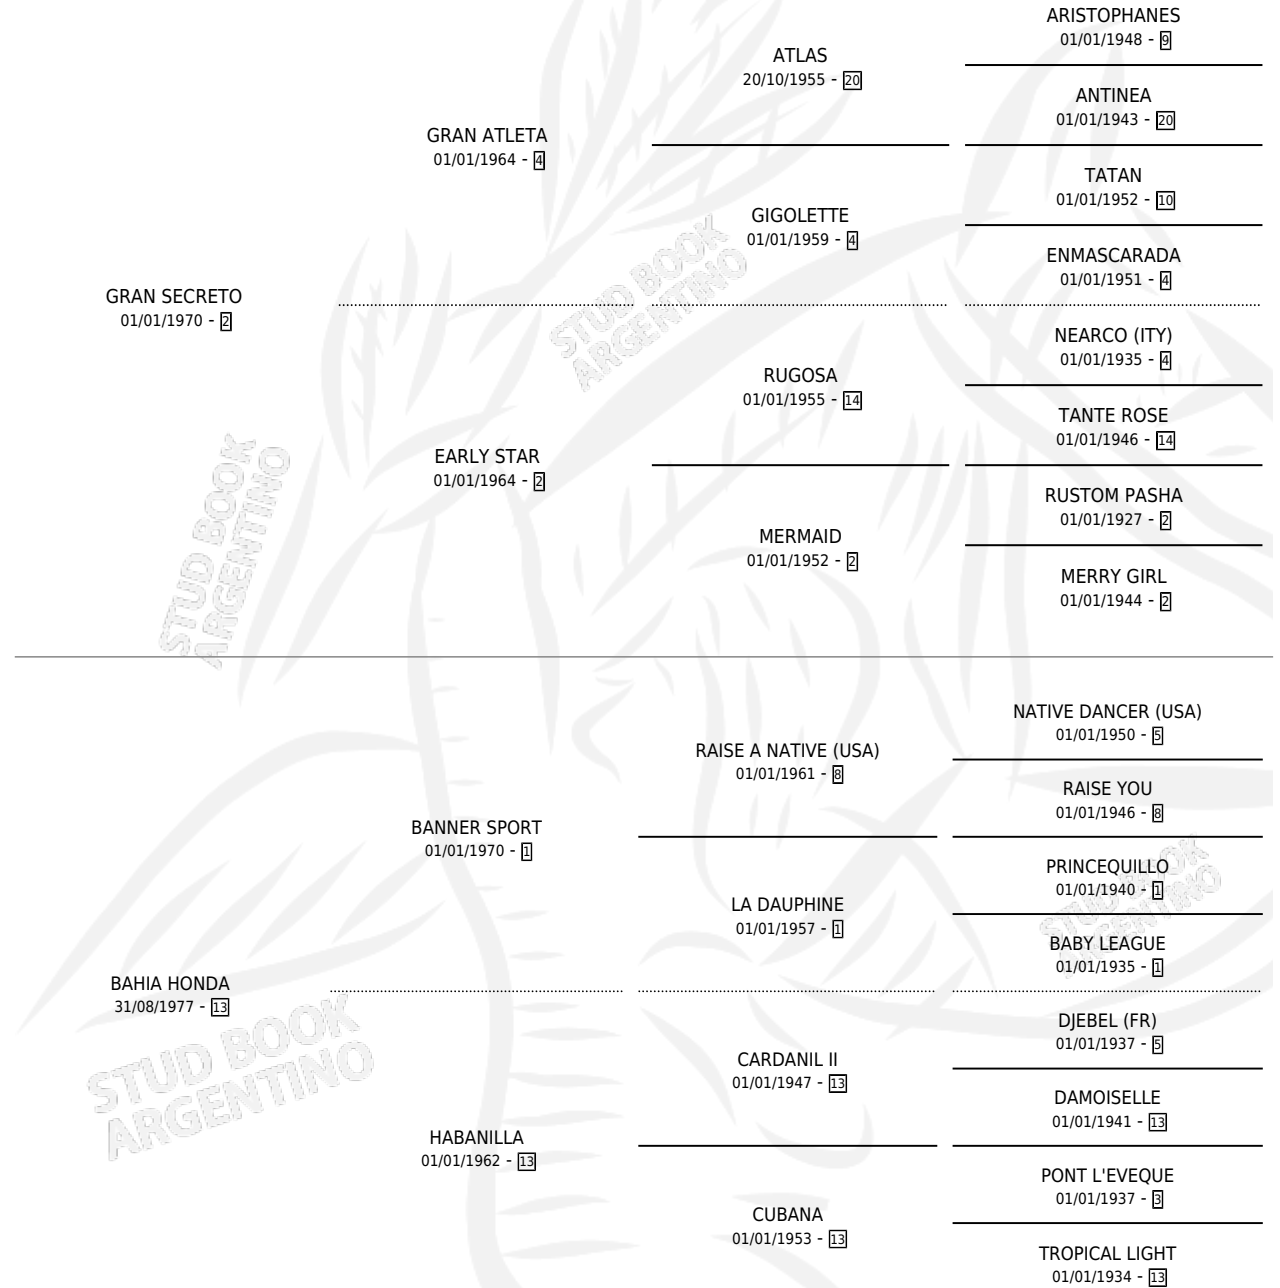 ARISTOPHANES
01/01/1948 - 9
ATLAS
20/10/1955 - 20
ANTINEA
01/01/1943 - 20
GRAN ATLETA
01/01/1964 - 4
TATAN
01/01/1952 - 10
GIGOLETTE
01/01/1959 - 4
ENMASCARADA
01/01/1951 - 4
GRAN SECRETO
01/01/1970 - 2
NEARCO (ITY)
01/01/1935 - 4
RUGOSA
01/01/1955 - 14
TANTE ROSE
01/01/1946 - 14
EARLY STAR
01/01/1964 - 2
RUSTOM PASHA
01/01/1927 - 2
MERMAID
01/01/1952 - 2
MERRY GIRL
01/01/1944 - 2
STUD BOOK
ARGENTINO
STUD BOOK
ARGENTINO
NATIVE DANCER (USA)
01/01/1950 - 5
RAISE A NATIVE (USA)
01/01/1961 - 8
RAISE YOU
01/01/1946 - 8
BANNER SPORT
01/01/1970 - 1
PRINCEQUILLO
01/01/1940 - 1
LA DAUPHINE
01/01/1957 - 1
BABY LEAGUE
01/01/1935 - 1
BAHIA HONDA
31/08/1977 - 13
DJEBEL (FR)
01/01/1937 - 5
CARDANIL II
01/01/1947 - 13
DAMOISELLE
01/01/1941 - 13
HABANILLA
01/01/1962 - 13
PONT L'EVEQUE
01/01/1937 - 3
CUBANA
01/01/1953 - 13
TROPICAL LIGHT
01/01/1934 - 13
STUD BOOK
ARGENTINO
STUD BOOK
ARGENTINO